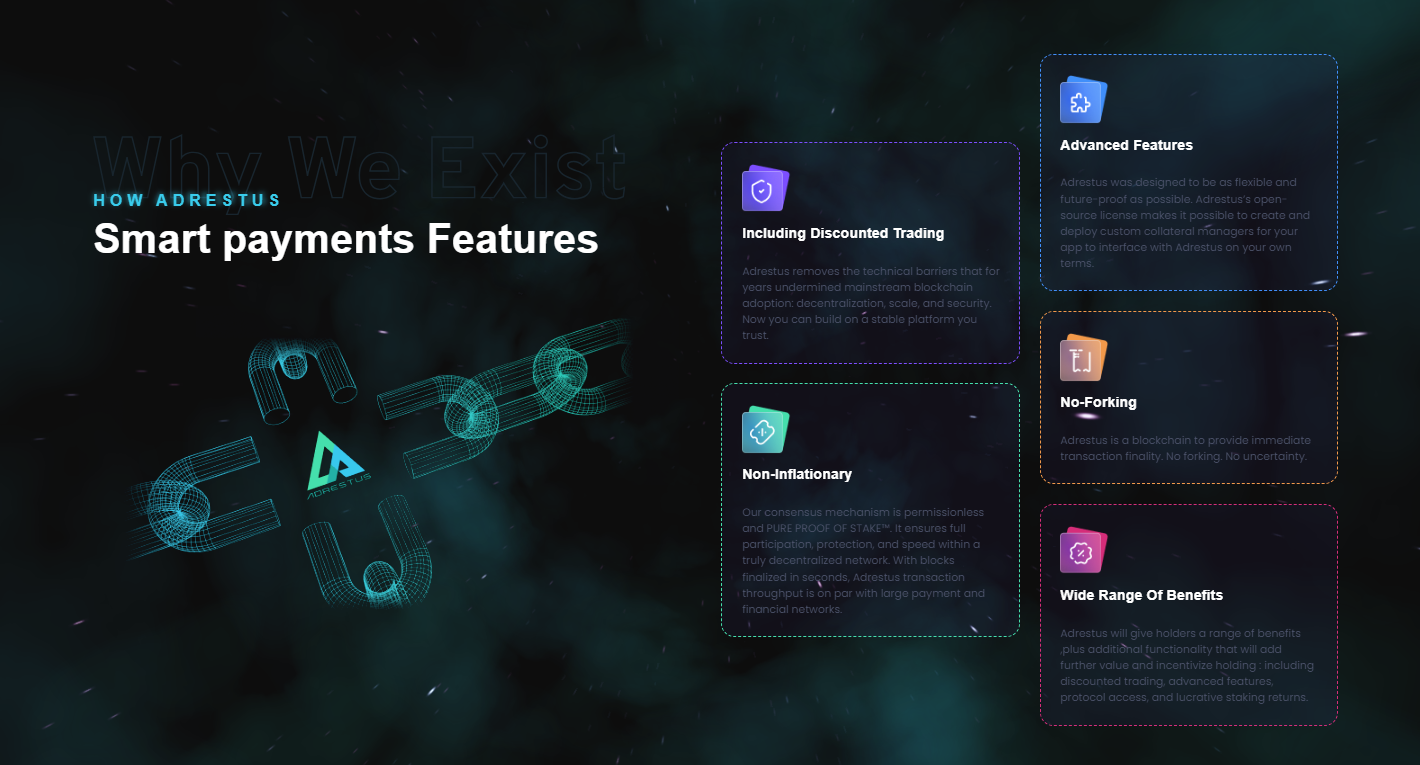 Why We Exist
HOW ADRESTUS
Smart payments Features
ADRESTUS
Including Discounted Trading
Adrestus removes the technical barriers that for
years undermined mainstream blockchain
adoption: decentralization, scale, and security.
Now you can build on a stable platform you
trust.
Non-Inflationary
Our consensus mechanism is permissionless
and PURE PROOF OF STAKE™. It ensures full
participation, protection, and speed within a
truly decentralized network. With blocks
finalized in seconds, Adrestus transaction
throughput is on par with large payment and
financial networks.
Advanced Features
Adrestus was designed to be as flexible and
future-proof as possible. Adrestus's open-
source license makes it possible to create and
deploy custom collateral managers for your
app to interface with Adrestus on your own
terms.
No-Forking
Adrestus is a blockchain to provide immediate
transaction finality. No forking. No uncertainty.
Wide Range Of Benefits
Adrestus will give holders a range of benefits
,plus additional functionality that will add
further value and incentivize holding : including
discounted trading, advanced features,
protocol access, and lucrative staking returns.